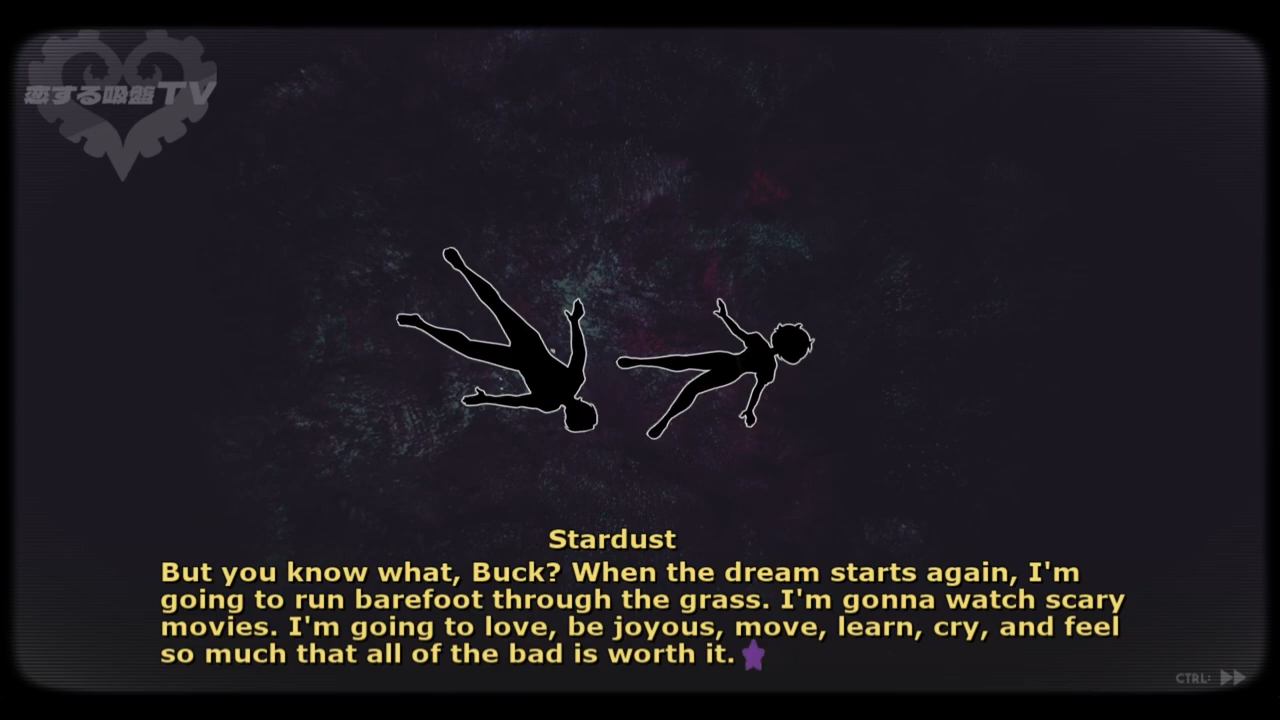 恋する吸盤TV
Stardust
But you know what, Buck? When the dream starts again, I'm
going to run barefoot through the grass. I'm gonna watch scary
movies. I'm going to love, be joyous, move, learn, cry, and feel
so much that all of the bad is worth it.
CTRL: